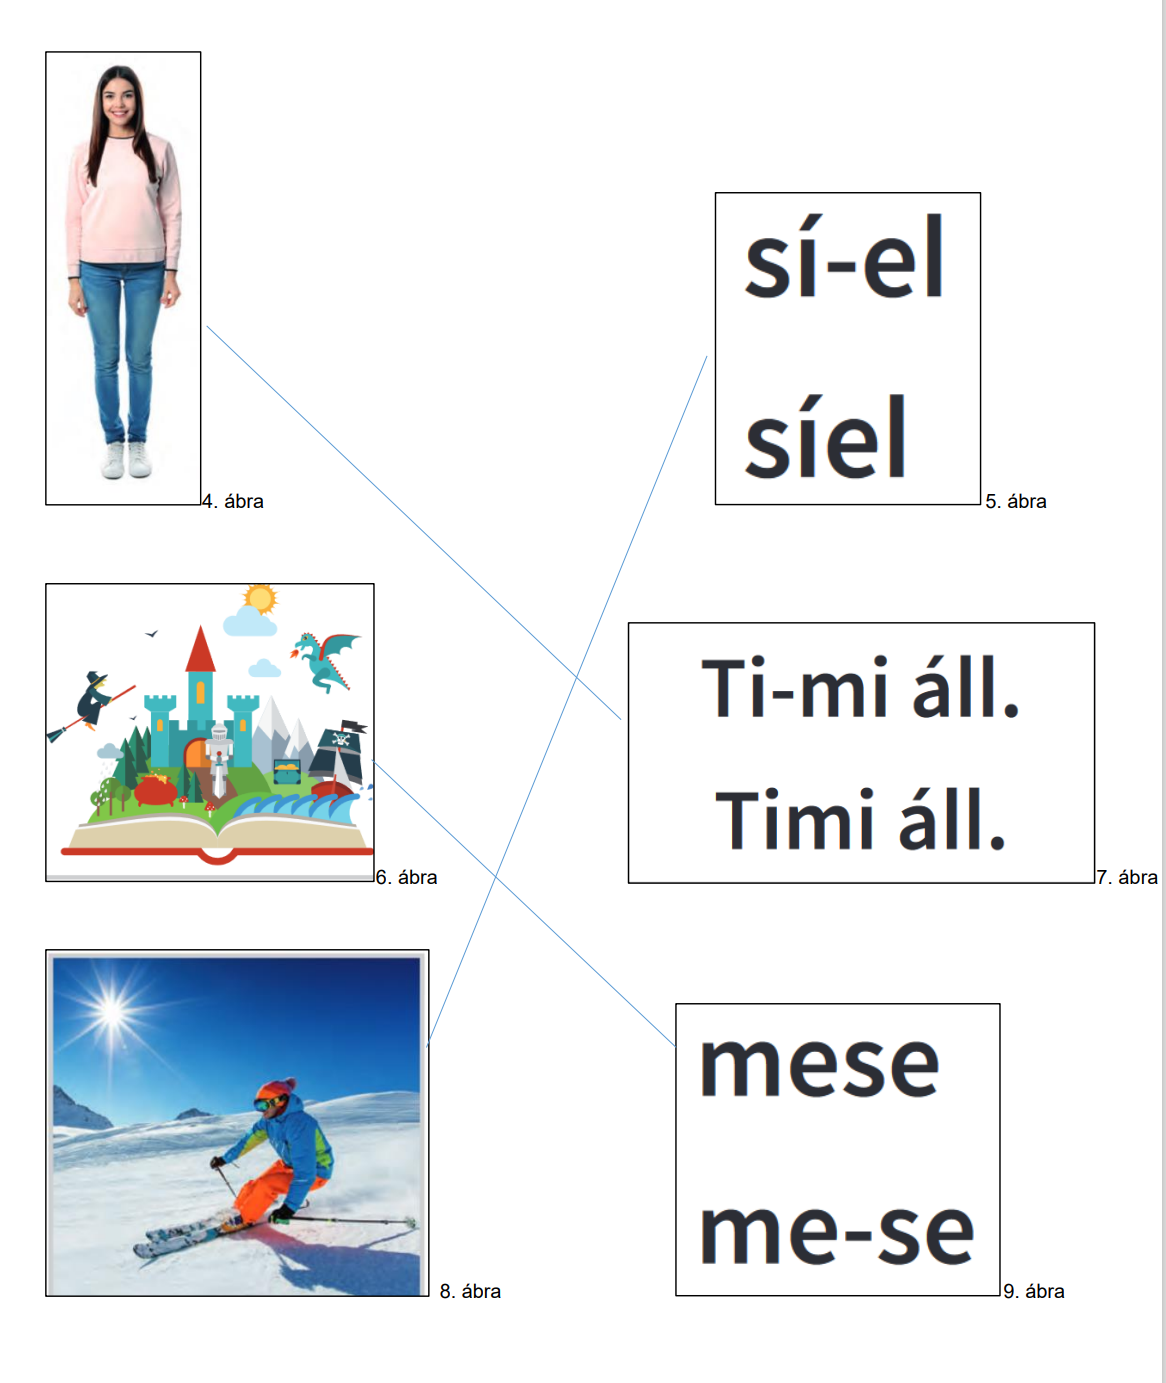 sí-el
síel
4. ábra
5. ábra
Ti-mi áll.
Timi áll.
6. ábra
7. ábra
mese
me-se
8. ábra
9. ábra